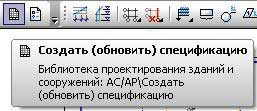 Создать (обновить) спецификацию
Библиотека проектирования зданий и
сооружений: АС/АР\Создать
(обновить) спецификацию